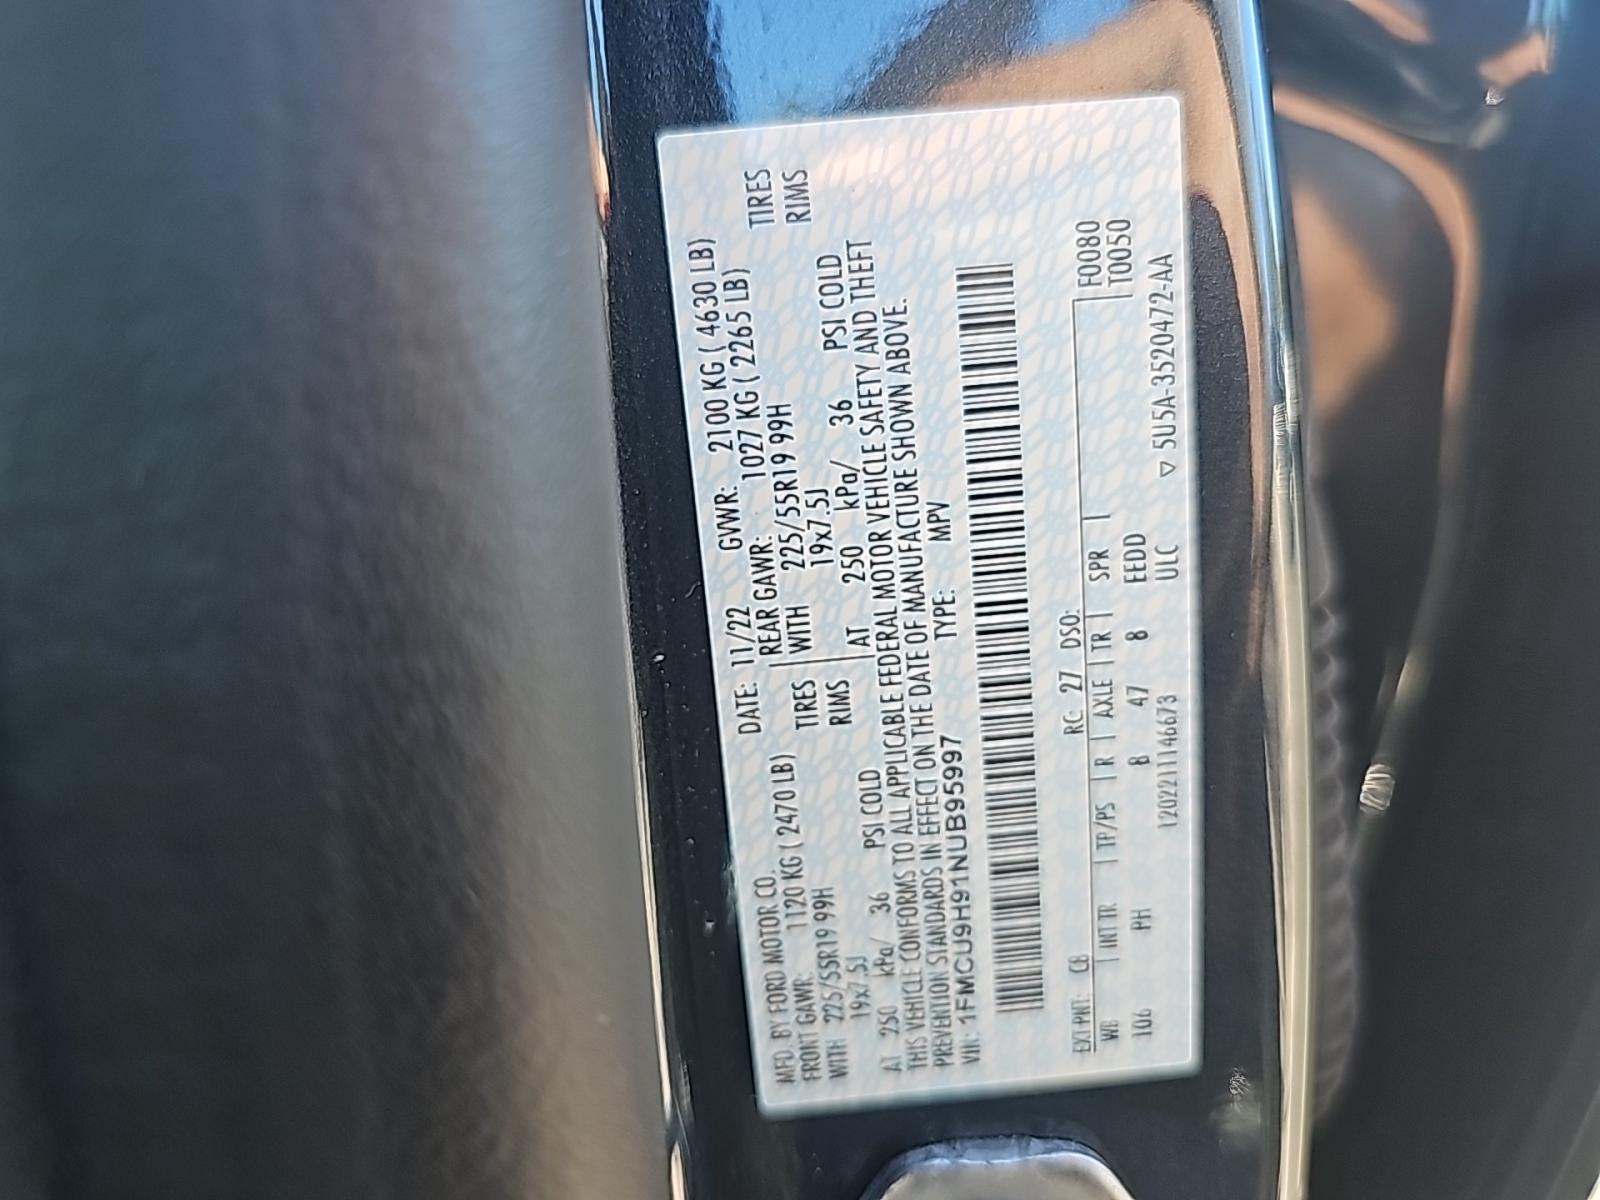 MFD. BY FORD MOTOR CO. DATE: 11/22 GVWR: 2100 KG ( 4630 LB)
FRONT GAWR: 1120 KG ( 2470 LB) REAR GAWR: 1027 KG ( 2265 LB)
WITH 225/55R19 99H TIRES WITH 225/55R19 99H TIRES
19x7.5J RIMS 19x7.5J RIMS
AT 250 kPa/ 36 PSI COLD AT 250 kPa/ 36 PSI COLD
THIS VEHICLE CONFORMS TO ALL APPLICABLE FEDERAL MOTOR VEHICLE SAFETY AND THEFT
PREVENTION STANDARDS IN EFFECT ON THE DATE OF MANUFACTURE SHOWN ABOVE.
VIN: 1FMCU9H91NUB95997 TYPE: MPV
EXT PNT: CB RC: 27 DSO: F0080
WB INT TR TP/PS R AXLE TR SPR T0050
106 PH 8 47 8 EEDD
120221114673 ULC ▽ 5U5A-3520472-AA